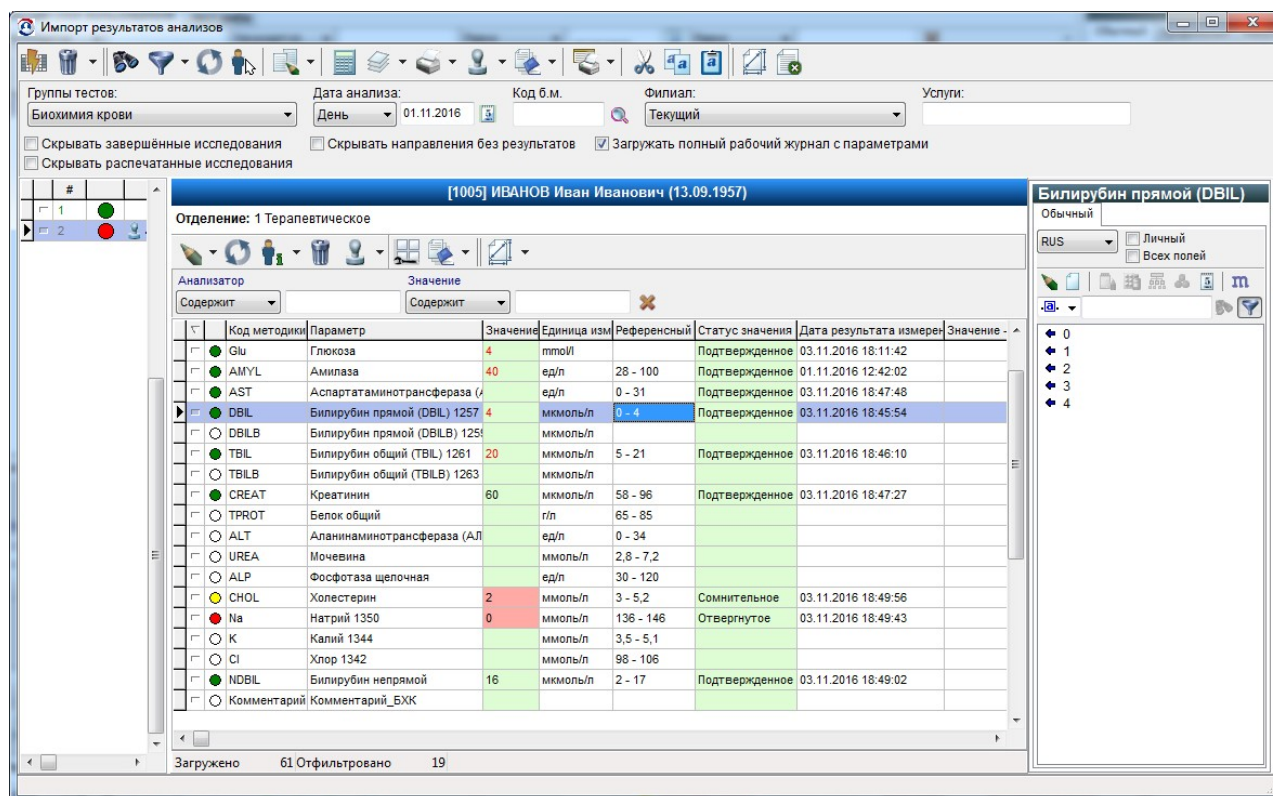 Импорт результатов анализов
Группы тестов: Дата анализа: Код б.м. Филиал: Услуги:
Биохимия крови День 01.11.2016 Текущий
Скрывать завершённые исследования Скрывать направления без результатов Загружать полный рабочий журнал с параметрами
Скрывать распечатанные исследования
#
1
2
[1005] ИВАНОВ Иван Иванович (13.09.1957)
Отделение: 1 Терапевтическое
Анализатор Значение
Содержит Содержит
Код методики Параметр Значение Единица изм Референсный Статус значения Дата результата измерен Значение -
Glu Глюкоза 4 mmol/l Подтвержденное 03.11.2016 18:11:42
AMYL Амилаза 40 ед/л 28 - 100 Подтвержденное 01.11.2016 12:42:02
AST Аспартатаминотрансфераза (А ед/л 0 - 31 Подтвержденное 03.11.2016 18:47:48
DBIL Билирубин прямой (DBIL) 1257 4 мкмоль/л 0 - 4 Подтвержденное 03.11.2016 18:45:54
DBILB Билирубин прямой (DBILB) 1259 мкмоль/л
TBIL Билирубин общий (TBIL) 1261 20 мкмоль/л 5 - 21 Подтвержденное 03.11.2016 18:46:10
TBILB Билирубин общий (TBILB) 1263 мкмоль/л
CREAT Креатинин 60 мкмоль/л 58 - 96 Подтвержденное 03.11.2016 18:47:27
TPROT Белок общий г/л 65 - 85
ALT Аланинаминотрансфераза (АЛ ед/л 0 - 34
UREA Мочевина ммоль/л 2,8 - 7,2
ALP Фосфотаза щелочная ед/л 30 - 120
CHOL Холестерин 2 ммоль/л 3 - 5,2 Сомнительное 03.11.2016 18:49:56
Na Натрий 1350 0 ммоль/л 136 - 146 Отвергнутое 03.11.2016 18:49:43
K Калий 1344 ммоль/л 3,5 - 5,1
Cl Хлор 1342 ммоль/л 98 - 106
NDBIL Билирубин непрямой 16 мкмоль/л 2 - 17 Подтвержденное 03.11.2016 18:49:02
Комментарий Комментарий_БХК
Загружено 61 Отфильтровано 19
Билирубин прямой (DBIL)
Обычный
RUS Личный
Всех полей
m
.a.
0
1
2
3
4